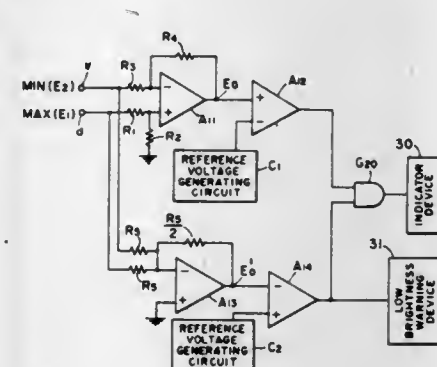 R4
R3
MIN(E2)
MAX(E1)
R1
R2
A11
E0
A12
REFERENCE
VOLTAGE
GENERATING
CIRCUIT
C1
G20
30
INDICATOR
DEVICE
R5
R5
2
R5
A13
E0'
A14
31
LOW
BRIGHTNESS
WARNING
DEVICE
REFERENCE
VOLTAGE
GENERATING
CIRCUIT
C2
d